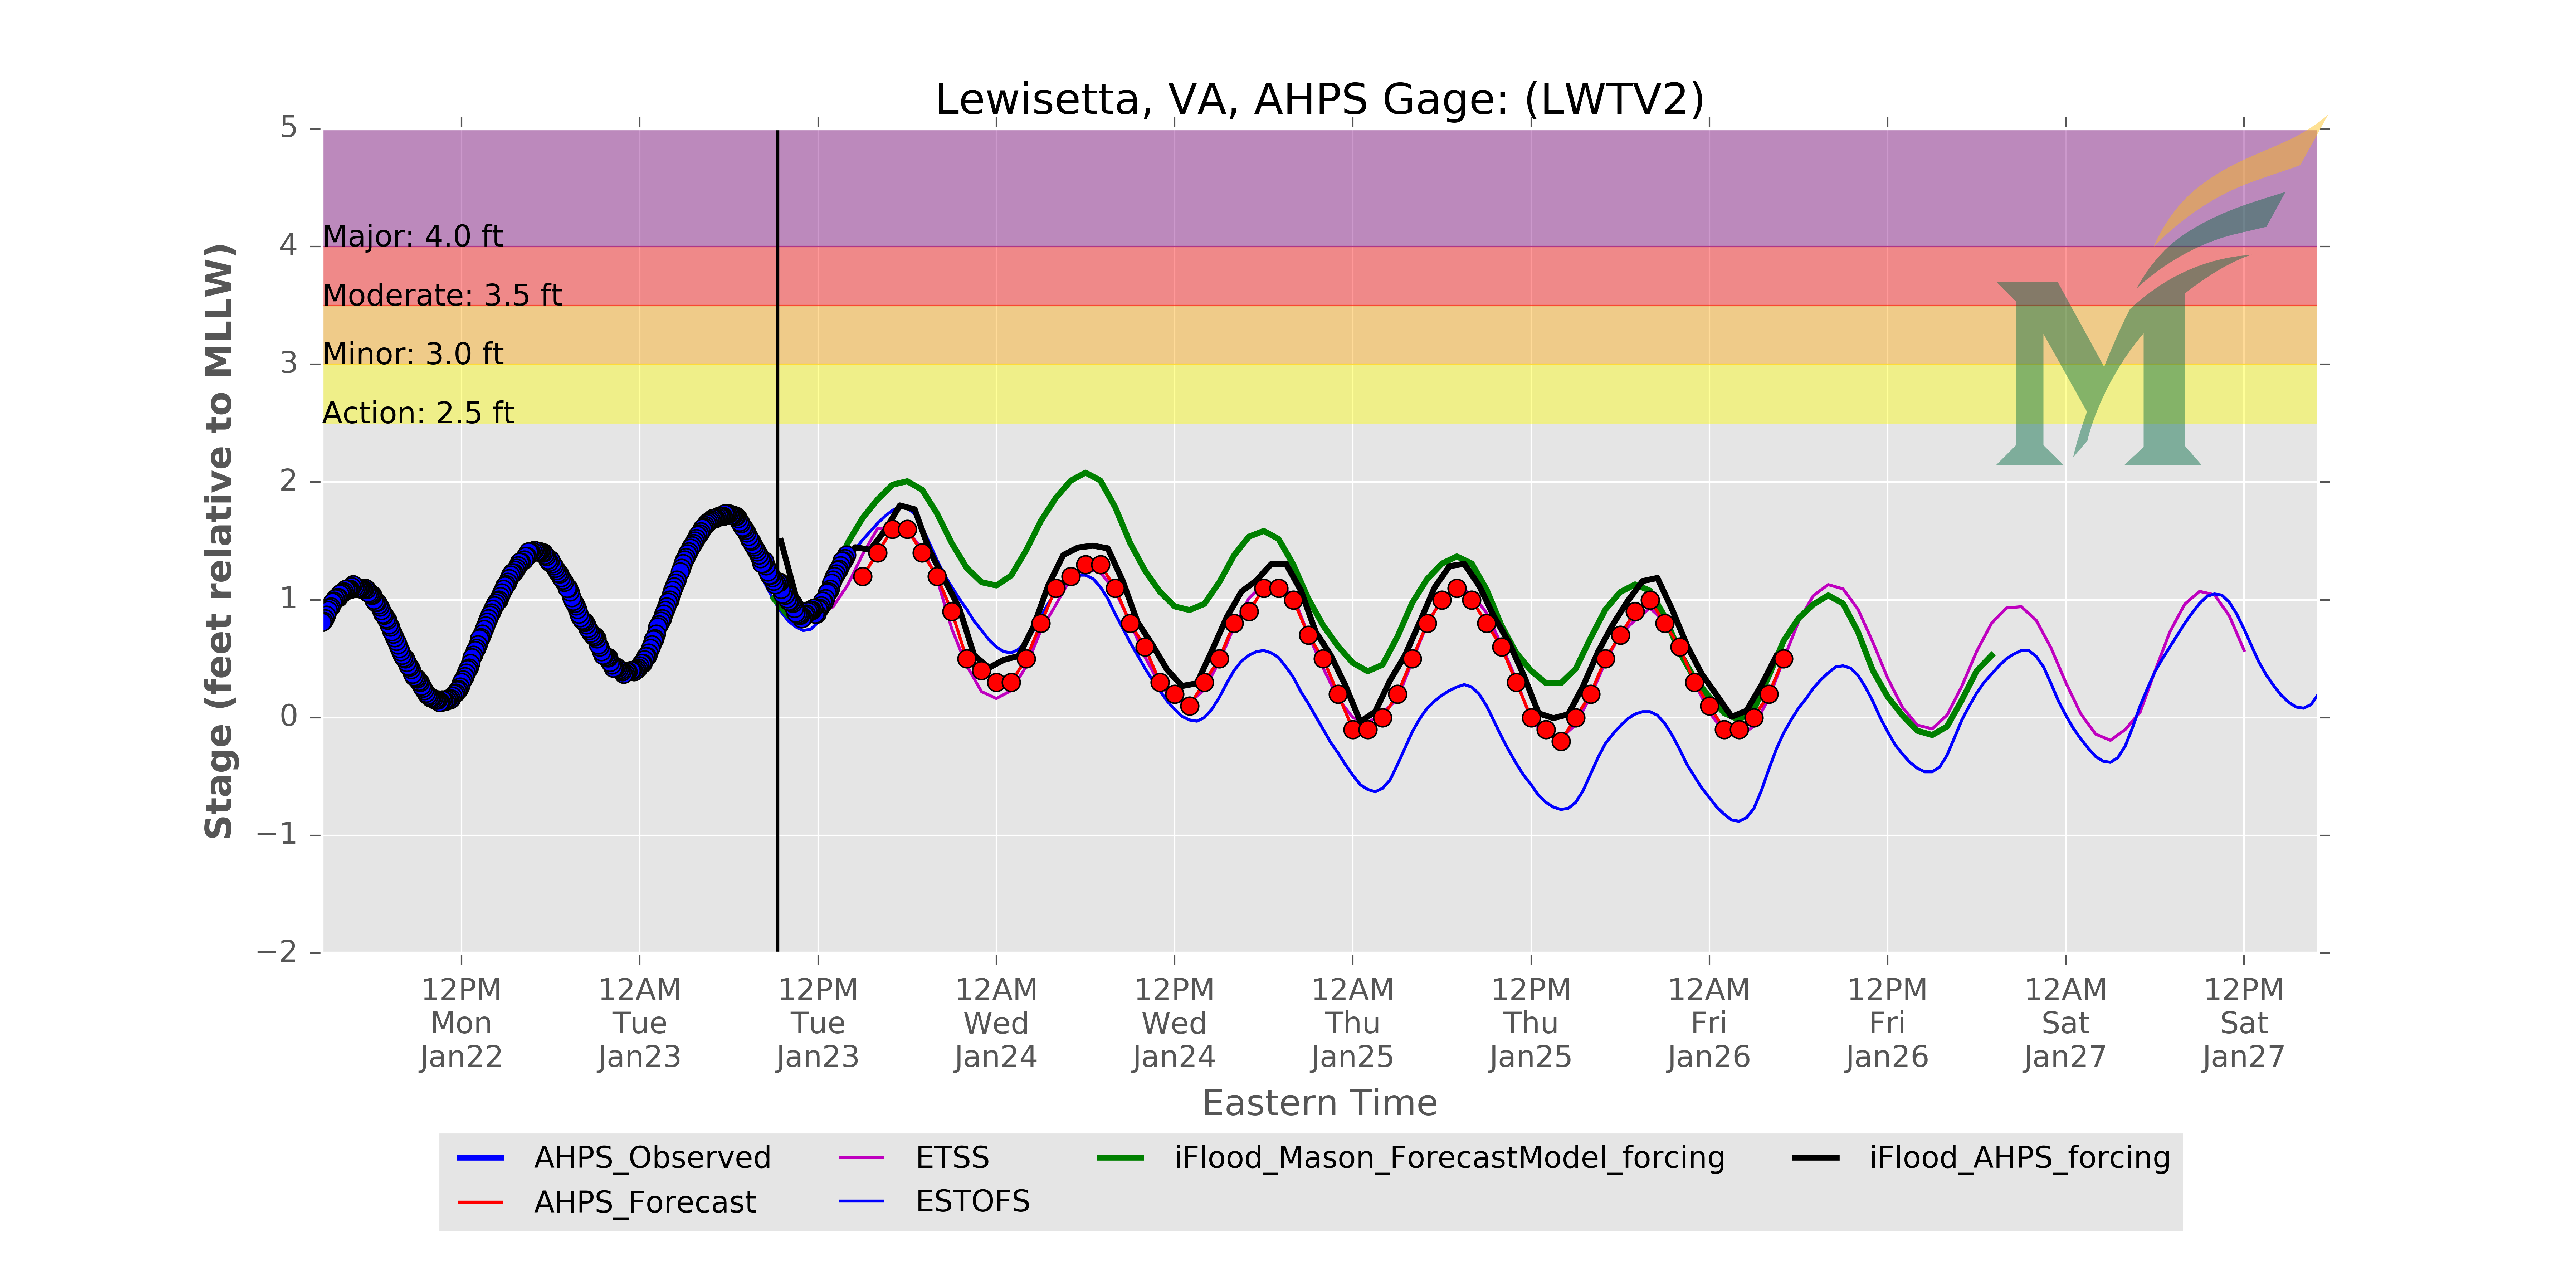 Lewisetta, VA, AHPS Gage: (LWTV2)
Stage (feet relative to MLLW)
5
4
3
2
1
0
−1
−2
Major: 4.0 ft
Moderate: 3.5 ft
Minor: 3.0 ft
Action: 2.5 ft
12PM 12AM 12PM 12AM 12PM 12AM 12PM 12AM 12PM 12AM 12PM
Mon Tue Tue Wed Wed Thu Thu Fri Fri Sat Sat
Jan22 Jan23 Jan23 Jan24 Jan24 Jan25 Jan25 Jan26 Jan26 Jan27 Jan27
Eastern Time
AHPS_Observed ETSS iFlood_Mason_ForecastModel_forcing iFlood_AHPS_forcing
AHPS_Forecast ESTOFS
M